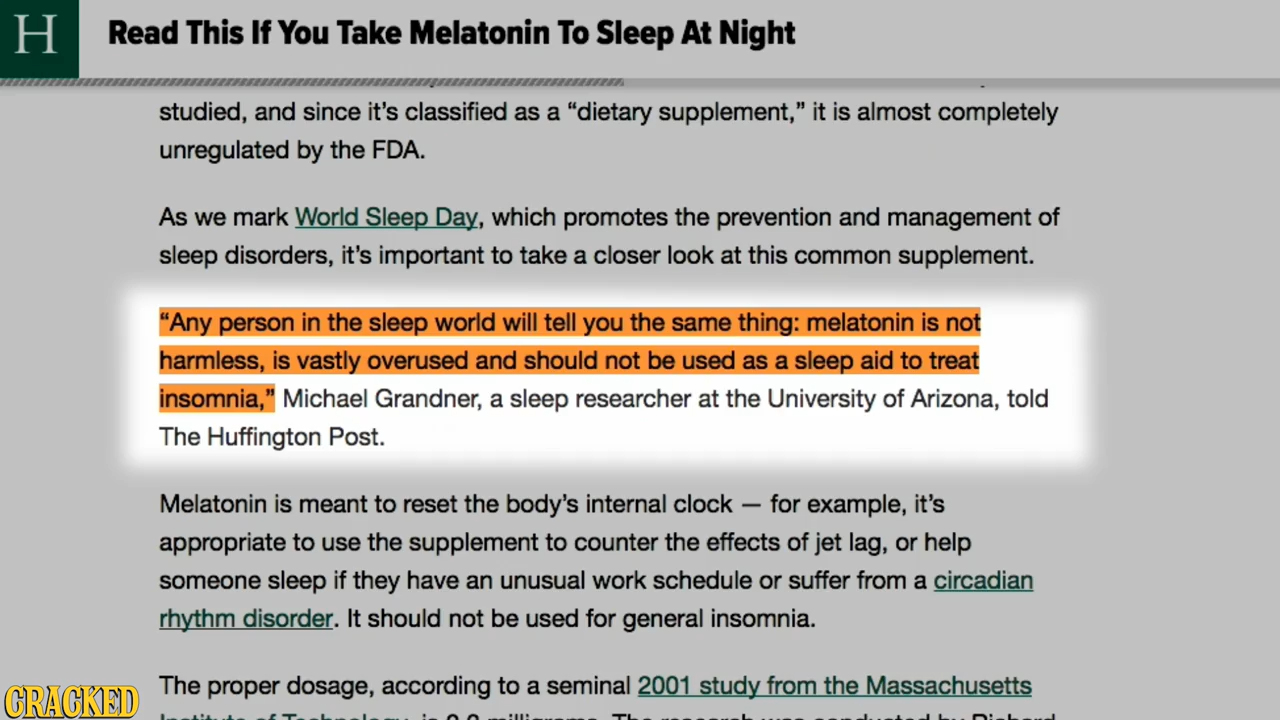 H
Read This If You Take Melatonin To Sleep At Night
studied, and since it’s classified as a “dietary supplement,” it is almost completely
unregulated by the FDA.
As we mark World Sleep Day, which promotes the prevention and management of
sleep disorders, it’s important to take a closer look at this common supplement.
“Any person in the sleep world will tell you the same thing: melatonin is not
harmless, is vastly overused and should not be used as a sleep aid to treat
insomnia,” Michael Grandner, a sleep researcher at the University of Arizona, told
The Huffington Post.
Melatonin is meant to reset the body’s internal clock — for example, it’s
appropriate to use the supplement to counter the effects of jet lag, or help
someone sleep if they have an unusual work schedule or suffer from a circadian
rhythm disorder. It should not be used for general insomnia.
The proper dosage, according to a seminal 2001 study from the Massachusetts
CRACKED